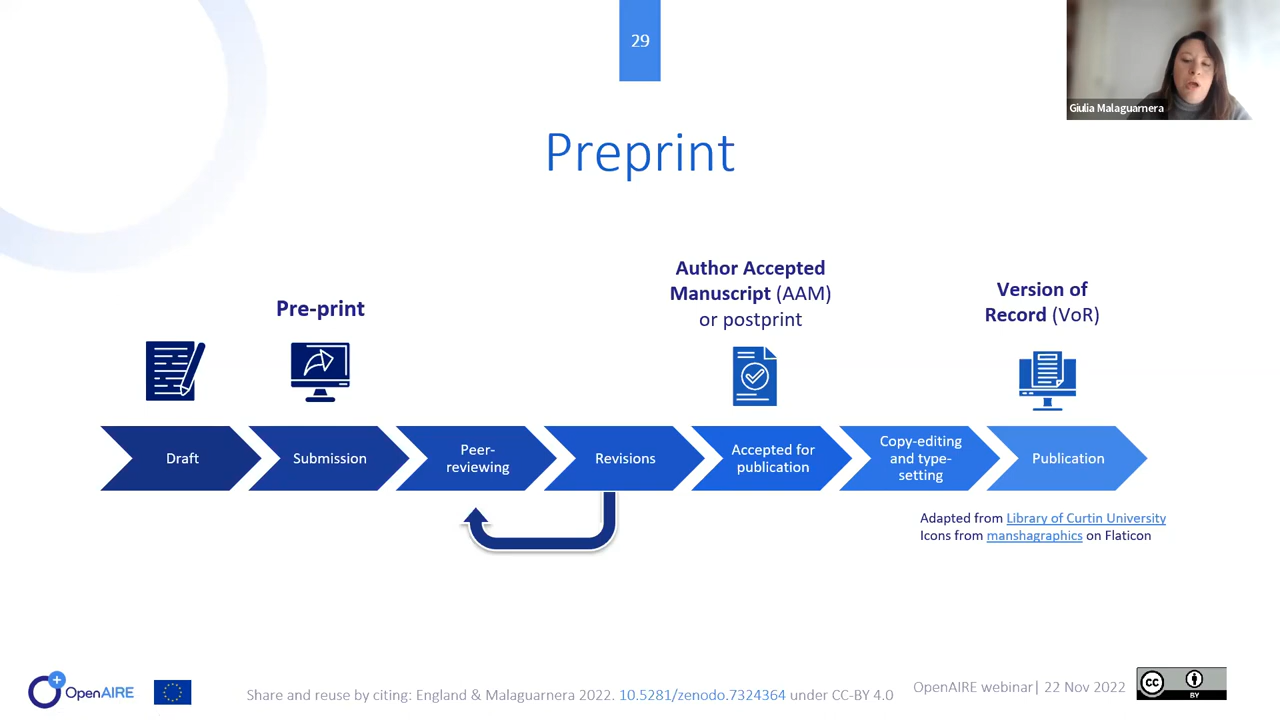 29
Giulia Malaguarnera
Preprint
Pre-print
Author Accepted
Manuscript (AAM)
or postprint
Version of
Record (VoR)
Draft
Submission
Peer-
reviewing
Revisions
Accepted for
publication
Copy-editing
and type-
setting
Publication
Adapted from Library of Curtin University
Icons from manshagraphics on Flaticon
OpenAIRE
Share and reuse by citing: England & Malaguarnera 2022. 10.5281/zenodo.7324364 under CC-BY 4.0
OpenAIRE webinar| 22 Nov 2022
CC
BY